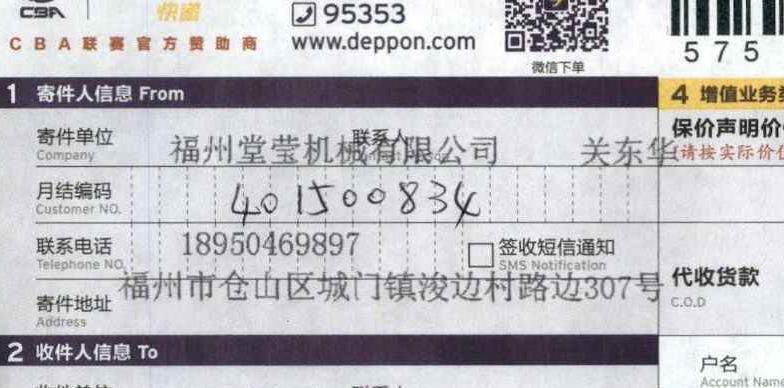 CBA 快递 95353
CBA联赛官方赞助商 www.deppon.com
微信下单
575
1 寄件人信息 From
4 增值业务
寄件单位 Company 联系人
福州堂莹机械有限公司 关东华
保价声明价
请按实际价
月结编码 Customer NO. 401500834
联系电话 Telephone NO. 18950469897 签收短信通知 SMS Notification
福州市仓山区城门镇浚边村路边307号
寄件地址 Address
代收货款 C.O.D
2 收件人信息 To
户名 Account Name